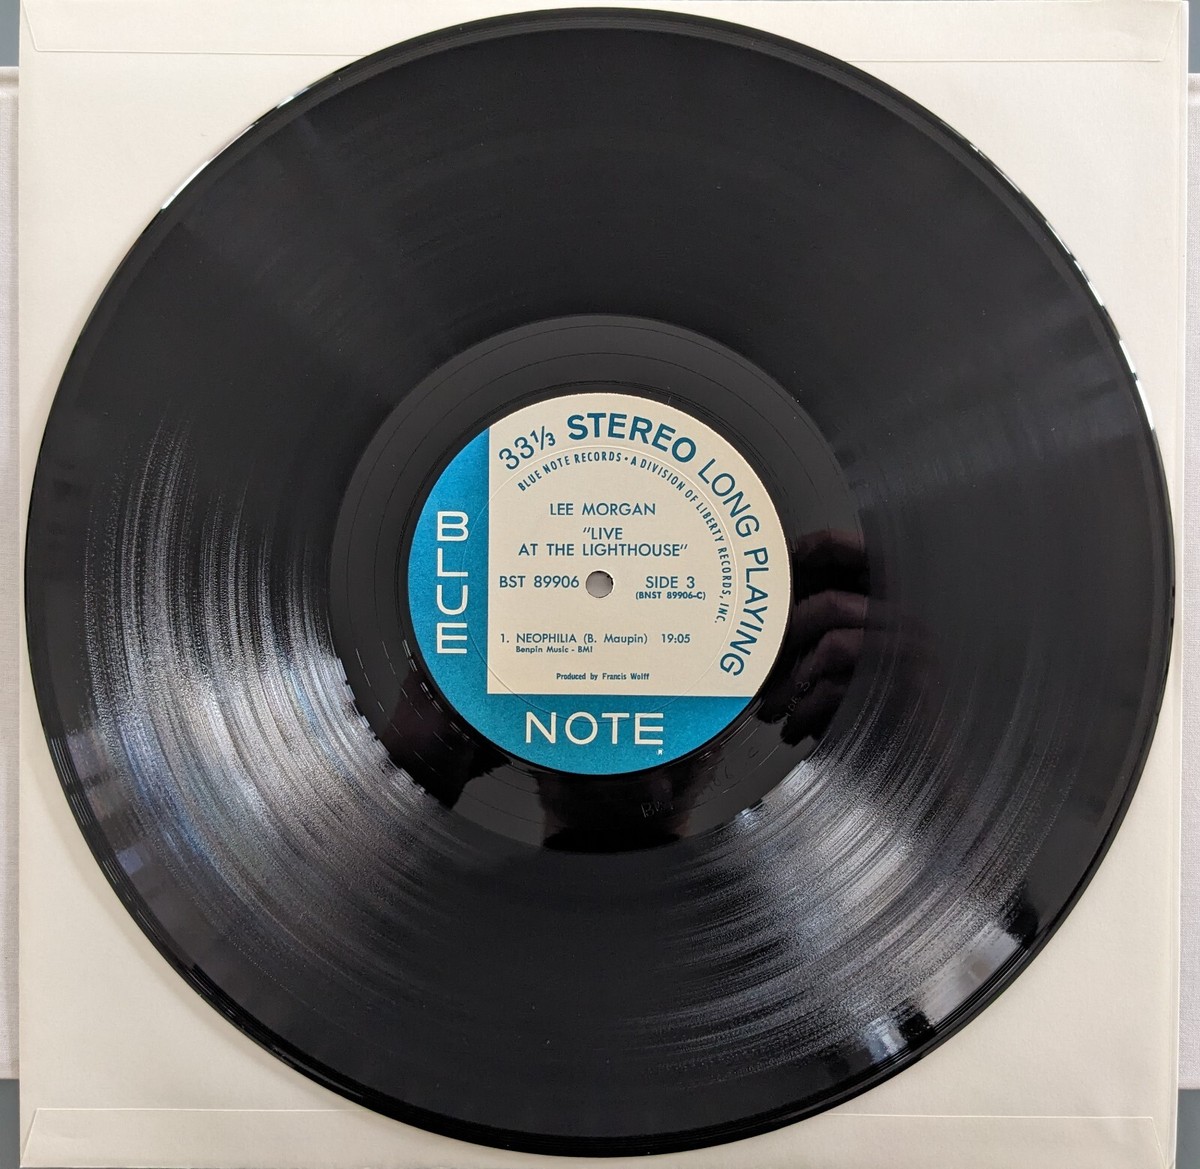 33⅓ STEREO LONG PLAYING
BLUE NOTE RECORDS • A DIVISION OF LIBERTY RECORDS, INC.
LEE MORGAN
"LIVE
AT THE LIGHTHOUSE"
BST 89906 SIDE 3
(BNST 89906-C)
1. NEOPHILIA (B. Maupin) 19:05
Benpin Music - BMI
Produced by Francis Wolff
BLUE
NOTE